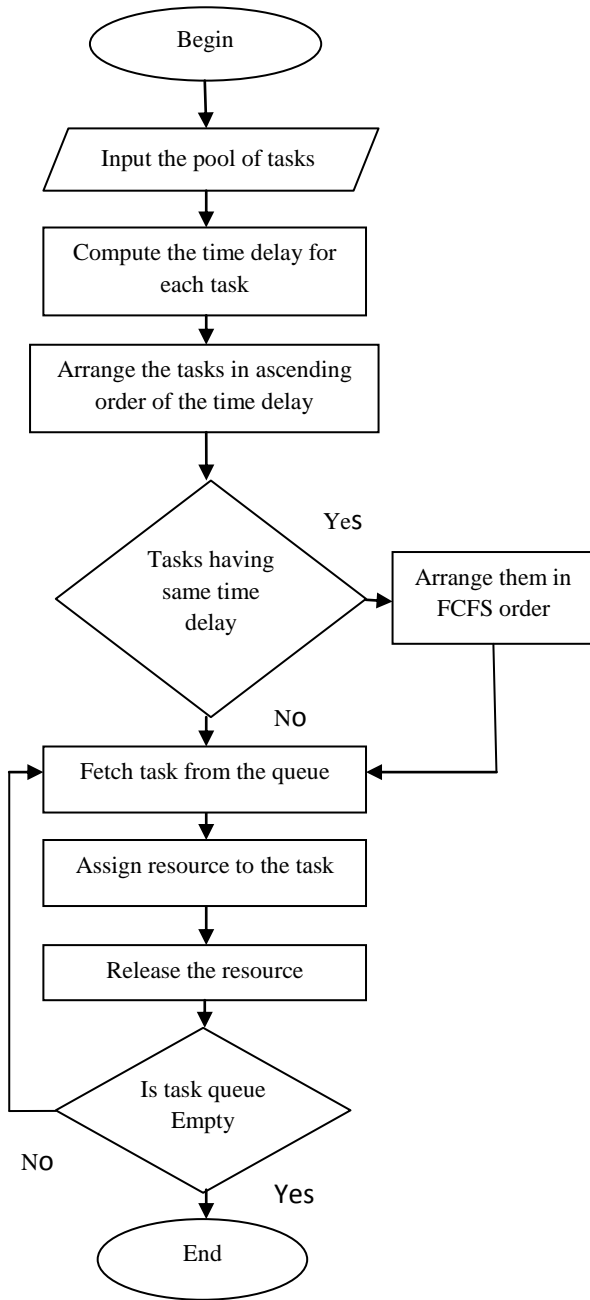 Begin
Input the pool of tasks
Compute the time delay for
each task
Arrange the tasks in ascending
order of the time delay
Yes
Tasks having
same time
delay
Arrange them in
FCFS order
No
Fetch task from the queue
Assign resource to the task
Release the resource
Is task queue
Empty
No
Yes
End